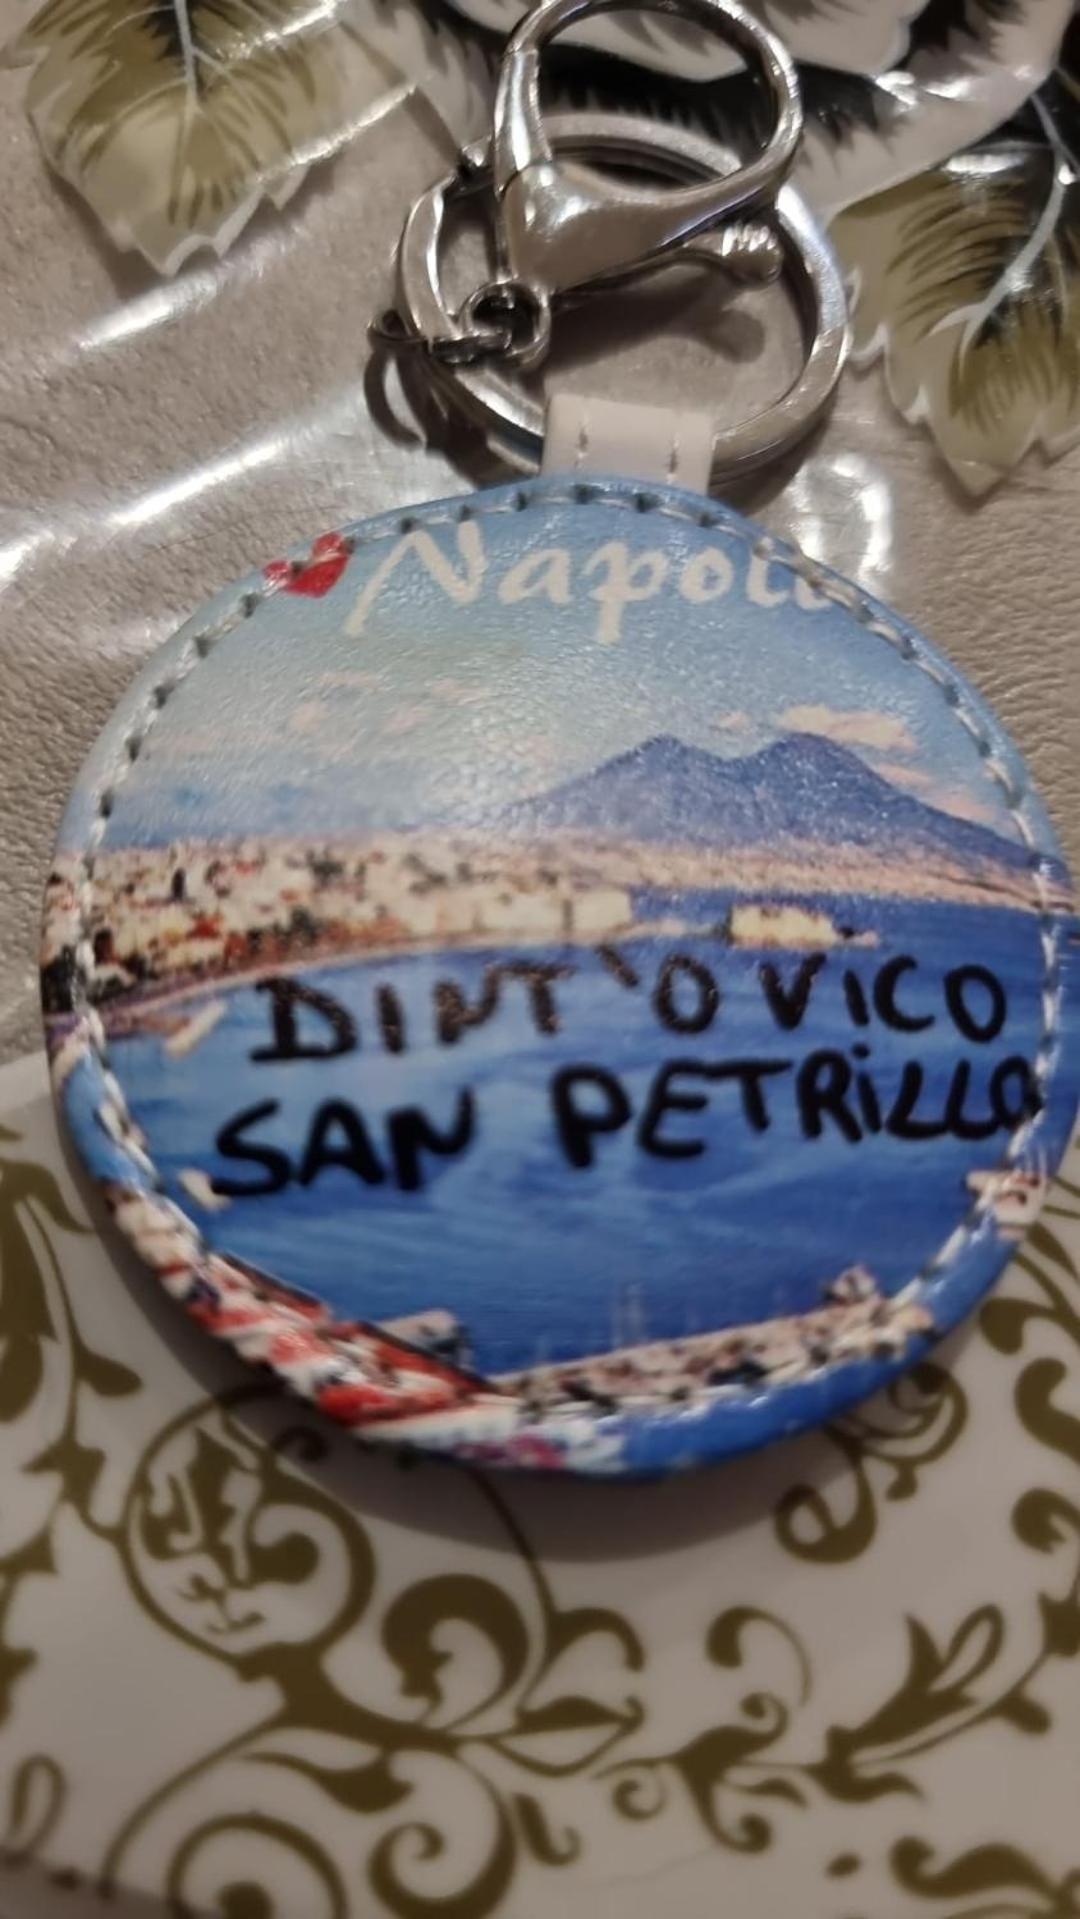 Napoli
DINT'O VICO
SAN PETRiLLO